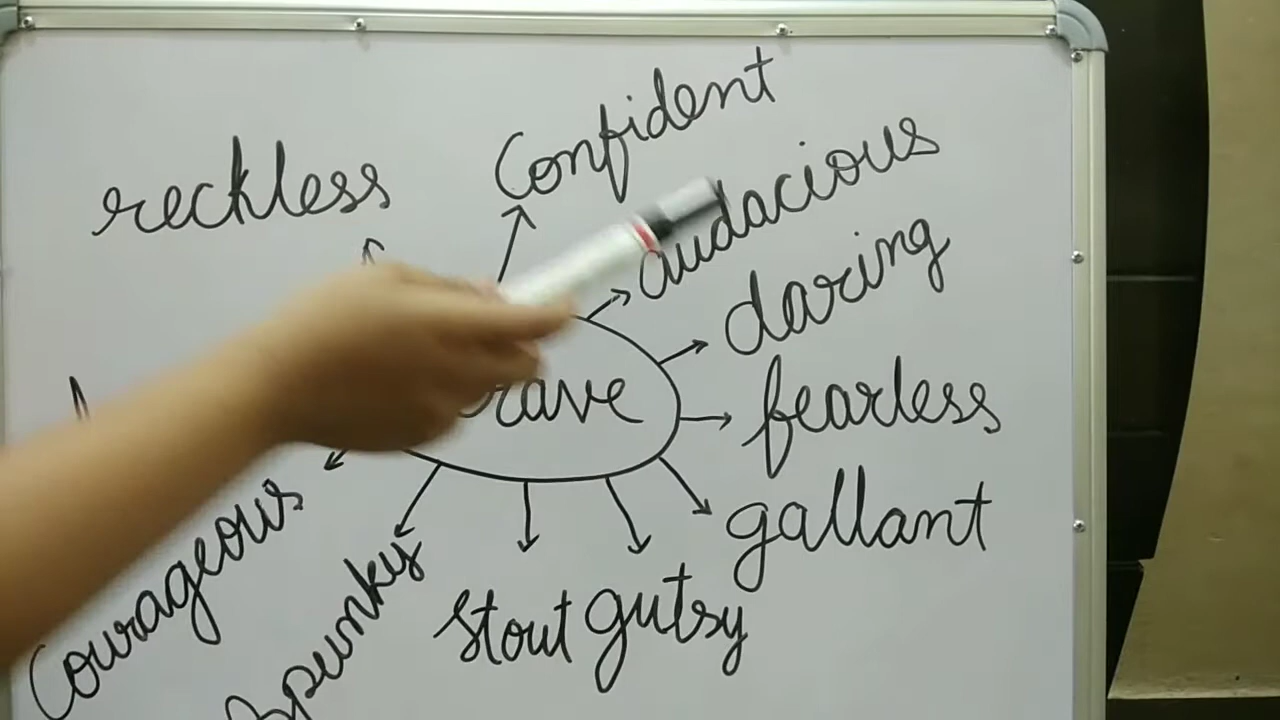 Confident
reckless
audacious
daring
rave
fearless
gallant
gutsy
Stout
Spunky
Courageous